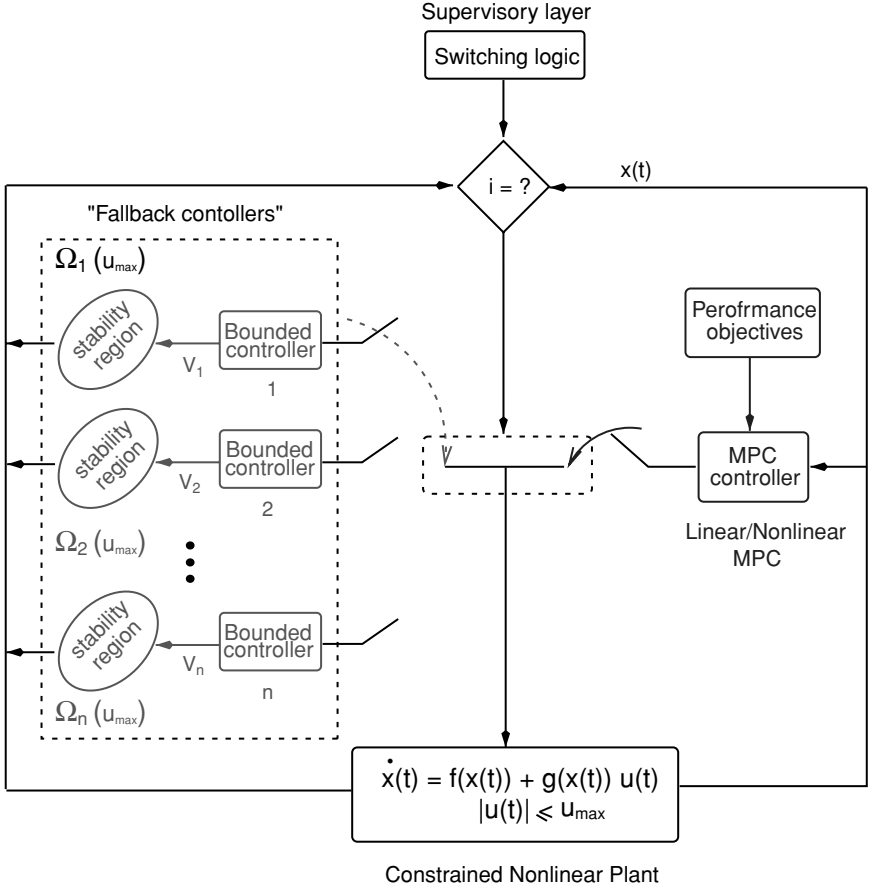 Supervisory layer
Switching logic
i = ?
x(t)
"Fallback contollers"
Ω1 (umax)
stability
region
V1
Bounded
controller
1
Perofrmance
objectives
stability
region
V2
Bounded
controller
2
Ω2 (umax)
MPC
controller
Linear/Nonlinear
MPC
stability
region
Vn
Bounded
controller
n
Ωn (umax)
ẋ(t) = f(x(t)) + g(x(t)) u(t)
|u(t)| ⩽ umax
Constrained Nonlinear Plant